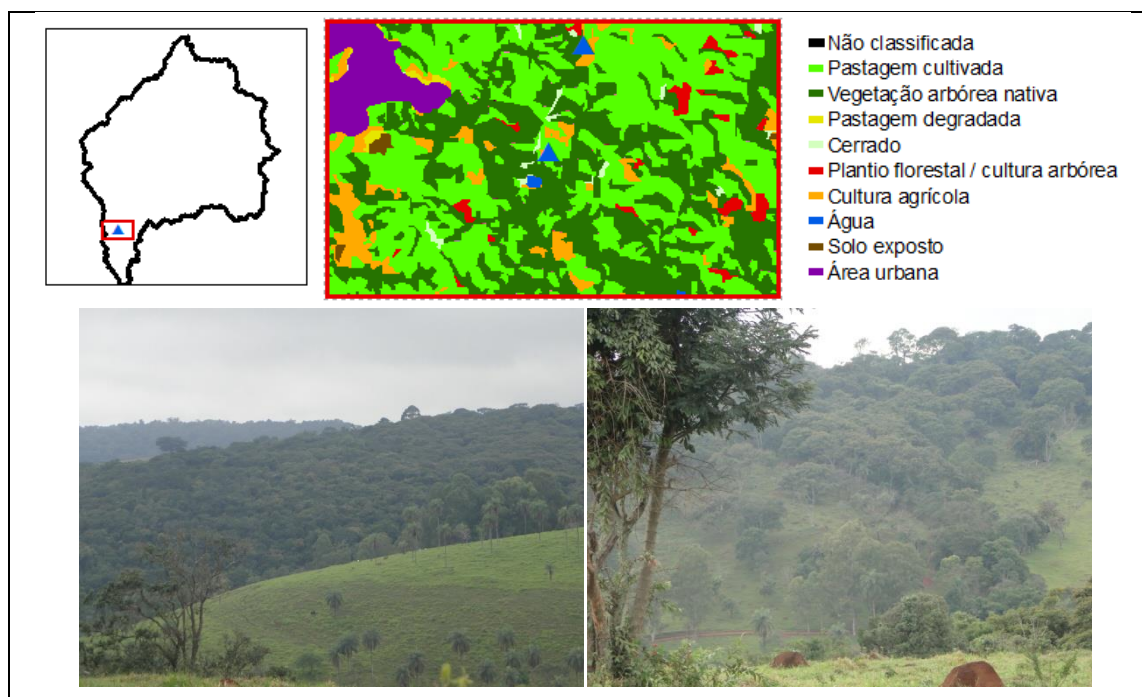 Não classificada
Pastagem cultivada
Vegetação arbórea nativa
Pastagem degradada
Cerrado
Plantio florestal / cultura arbórea
Cultura agrícola
Água
Solo exposto
Área urbana